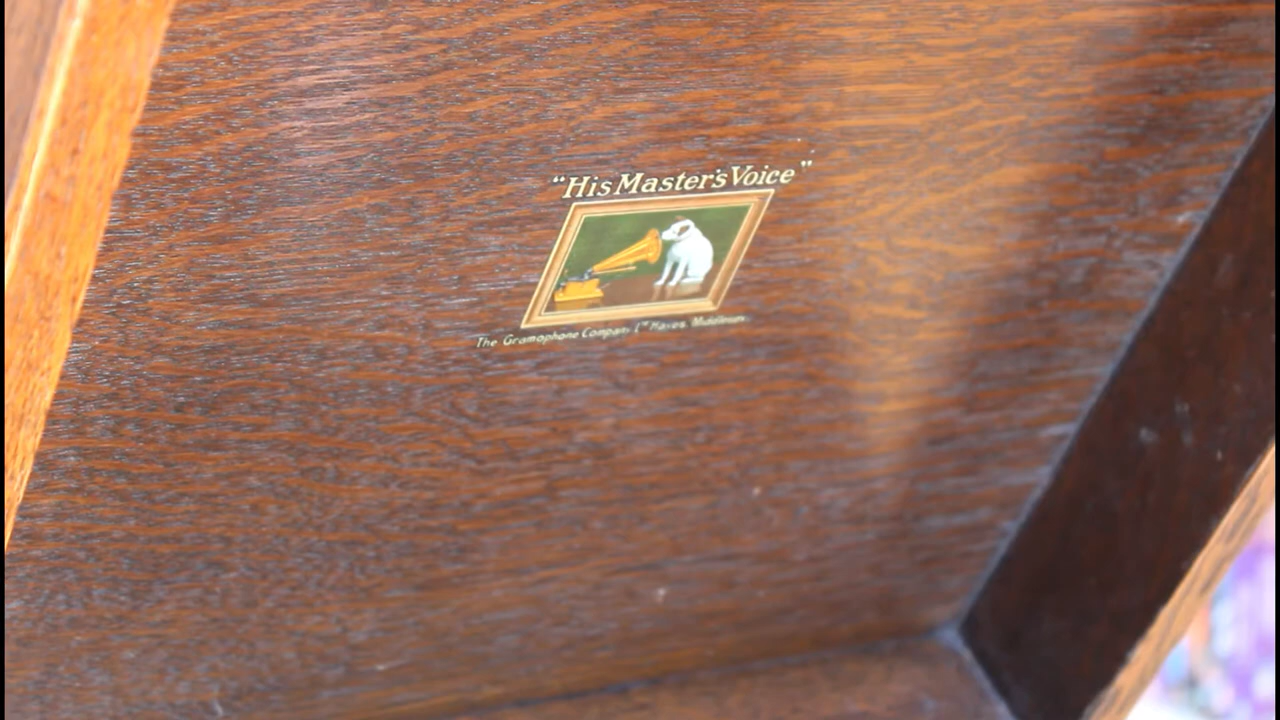 "His Master's Voice"
The Gramophone Company Lᵀᴰ Hayes, Middlesex.